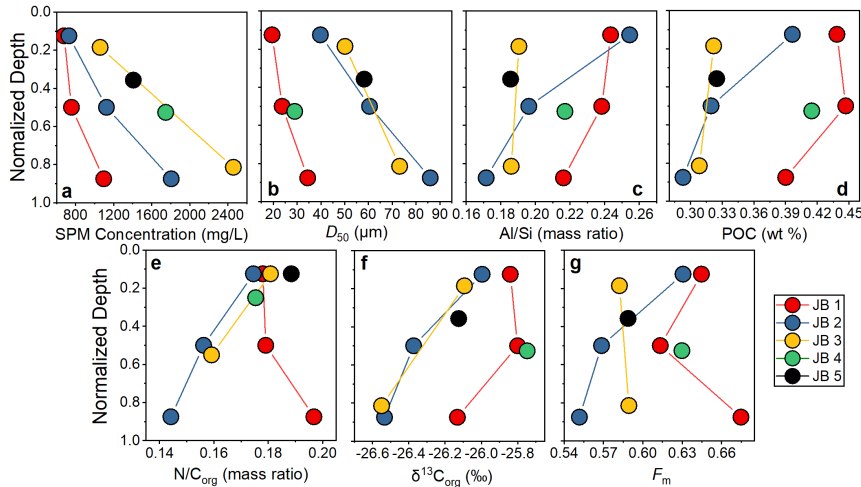 0.0
0.2
0.4
0.6
0.8
1.0
Nomalized Depth
a
b
c
d
600 1200 1800 2400
20 30 40 50 60 70 80 90
0.16 0.18 0.20 0.22 0.24 0.26
0.30 0.33 0.36 0.39 0.42 0.45
SPM Concentration (mg/L)
D50 (µm)
Al/Si (mass ratio)
POC (wt %)
0.0
0.2
0.4
0.6
0.8
1.0
Nomalized Depth
e
f
g
0.14 0.16 0.18 0.20
-26.6 -26.4 -26.2 -26.0 -25.8
0.54 0.57 0.60 0.63 0.66
N/Corg (mass ratio)
δ13Corg (‰)
Fm
JB 1
JB 2
JB 3
JB 4
JB 5